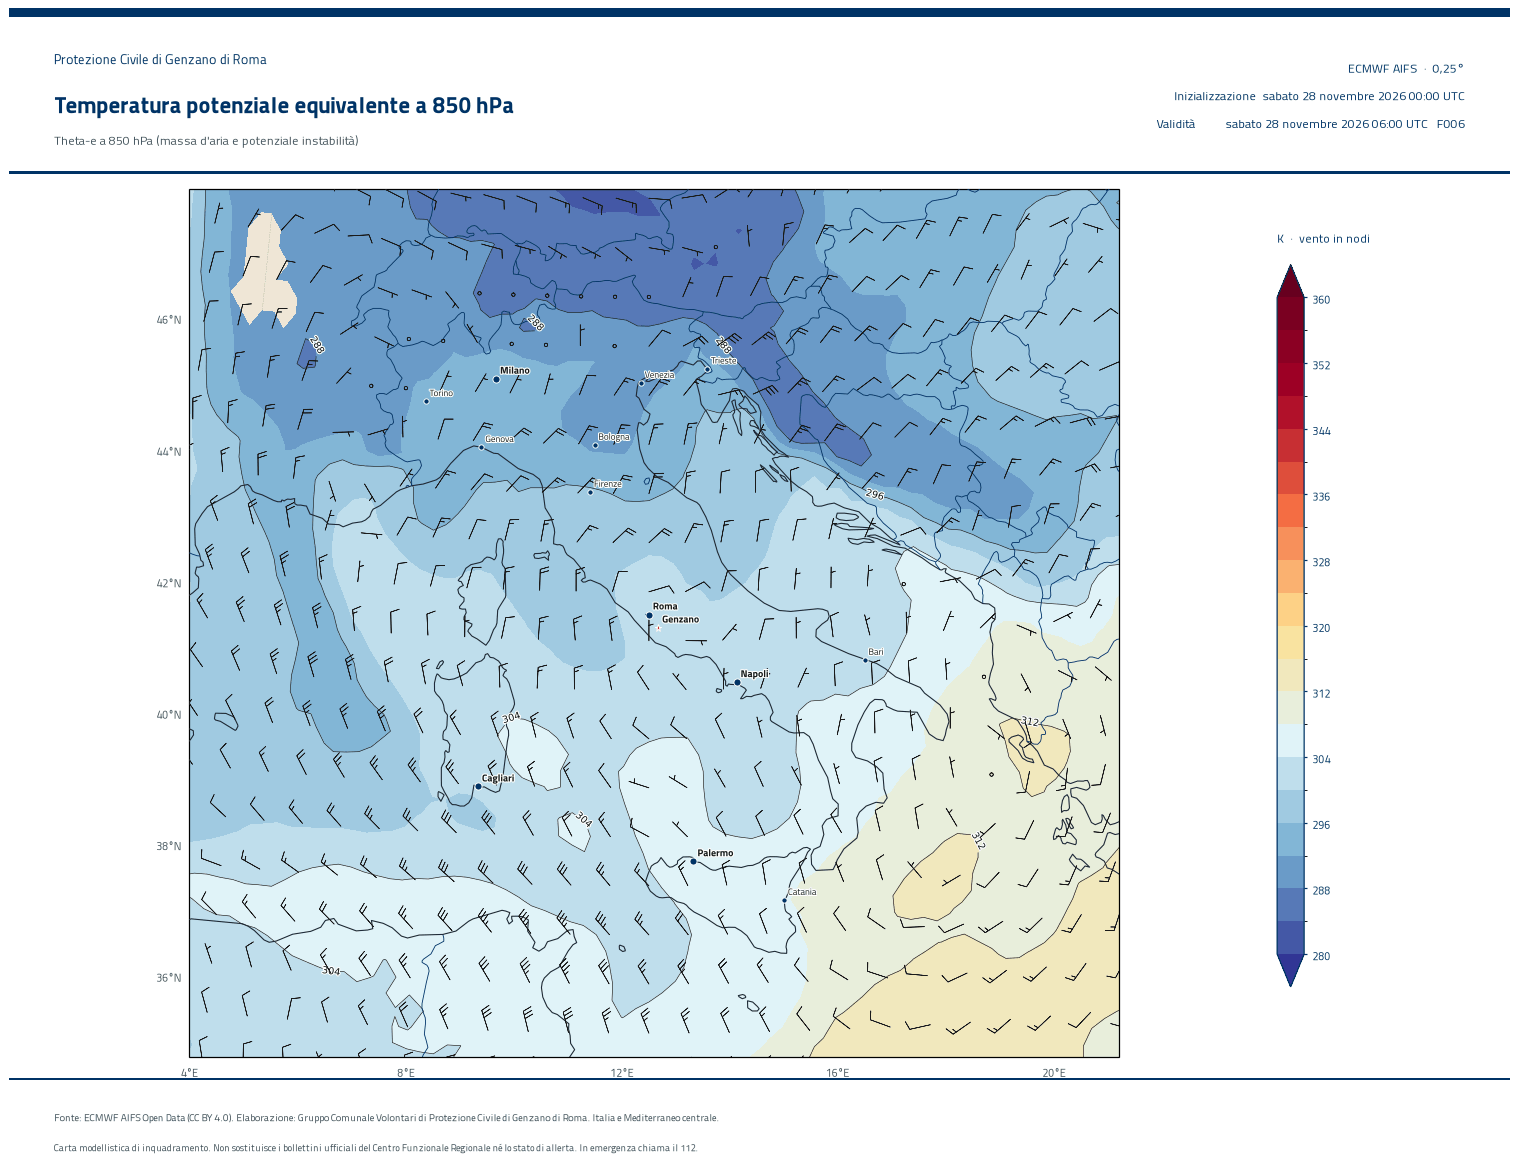 Protezione Civile di Genzano di Roma
Temperatura potenziale equivalente a 850 hPa
Theta-e a 850 hPa (massa d'aria e potenziale instabilità)
ECMWF AIFS · 0,25°
Inizializzazione sabato 28 novembre 2026 00:00 UTC
Validità sabato 28 novembre 2026 06:00 UTC F006
K · vento in nodi
360
352
344
336
328
320
312
304
296
288
280
46°N
44°N
42°N
40°N
38°N
36°N
4°E
8°E
12°E
16°E
20°E
288
288
288
296
304
304
304
312
312
Milano
Torino
Venezia
Trieste
Genova
Bologna
Firenze
Roma
Genzano
Napoli
Bari
Cagliari
Palermo
Catania
Fonte: ECMWF AIFS Open Data (CC BY 4.0). Elaborazione: Gruppo Comunale Volontari di Protezione Civile di Genzano di Roma. Italia e Mediterraneo centrale.
Carta modellistica di inquadramento. Non sostituisce i bollettini ufficiali del Centro Funzionale Regionale né lo stato di allerta. In emergenza chiama il 112.